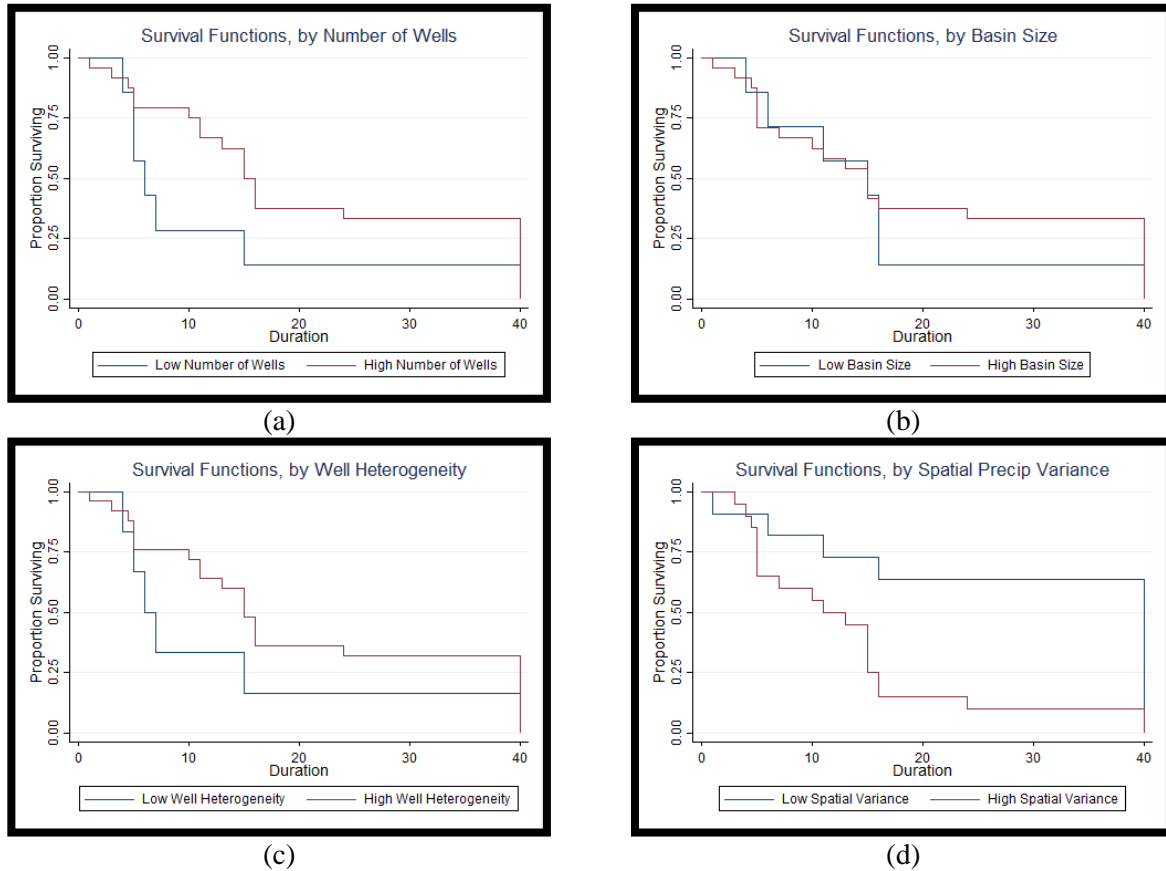 Survival Functions, by Number of Wells
Proportion Surviving
1.00
0.75
0.50
0.25
0.00
0 10 20 30 40
Duration
Low Number of Wells High Number of Wells
(a)
Survival Functions, by Basin Size
Proportion Surviving
1.00
0.75
0.50
0.25
0.00
0 10 20 30 40
Duration
Low Basin Size High Basin Size
(b)
Survival Functions, by Well Heterogeneity
Proportion Surviving
1.00
0.75
0.50
0.25
0.00
0 10 20 30 40
Duration
Low Well Heterogeneity High Well Heterogeneity
(c)
Survival Functions, by Spatial Precip Variance
Proportion Surviving
1.00
0.75
0.50
0.25
0.00
0 10 20 30 40
Duration
Low Spatial Variance High Spatial Variance
(d)